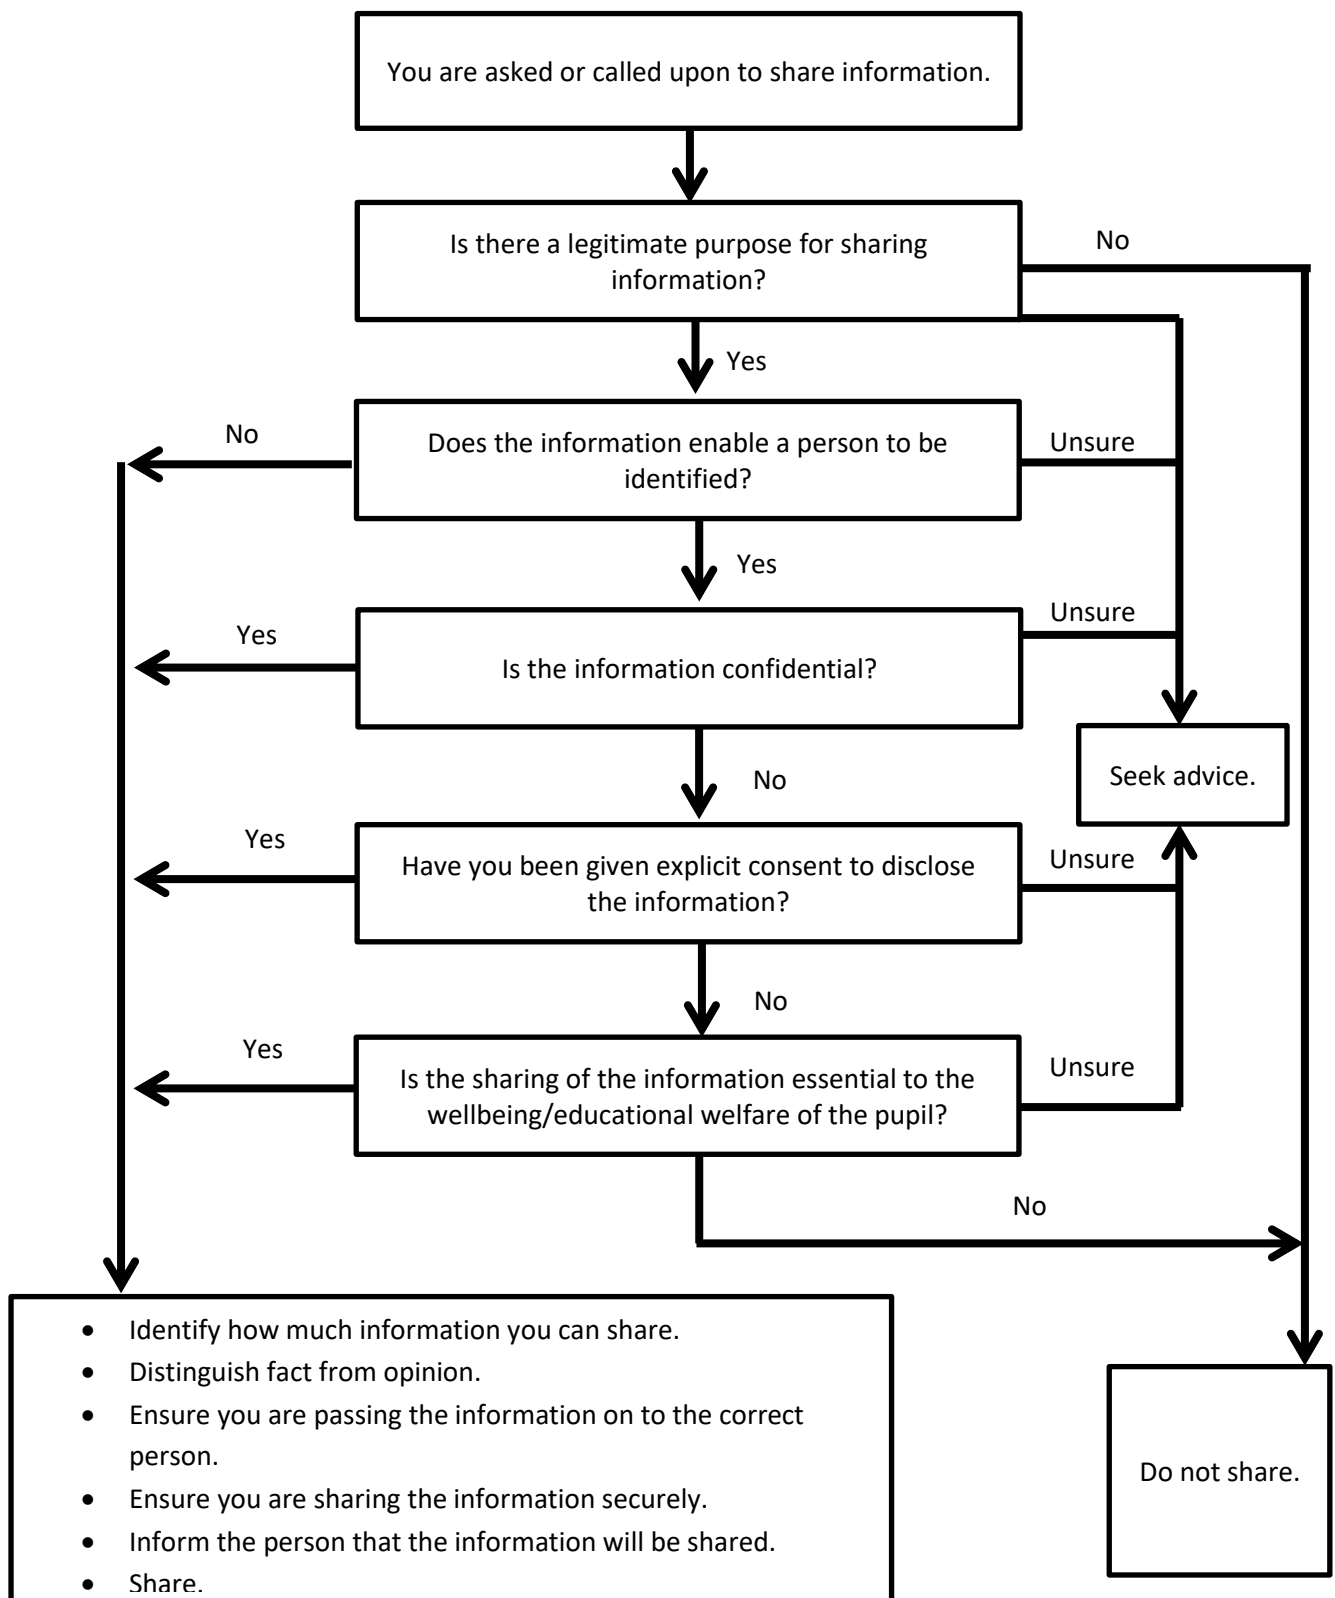 You are asked or called upon to share information.
Is there a legitimate purpose for sharing
information?
No
Yes
No
Does the information enable a person to be
identified?
Unsure
Yes
Yes
Is the information confidential?
Unsure
No
Seek advice.
Yes
Have you been given explicit consent to disclose
the information?
Unsure
No
Yes
Is the sharing of the information essential to the
wellbeing/educational welfare of the pupil?
Unsure
No
• Identify how much information you can share.
• Distinguish fact from opinion.
• Ensure you are passing the information on to the correct
person.
• Ensure you are sharing the information securely.
• Inform the person that the information will be shared.
• Share.
Do not share.